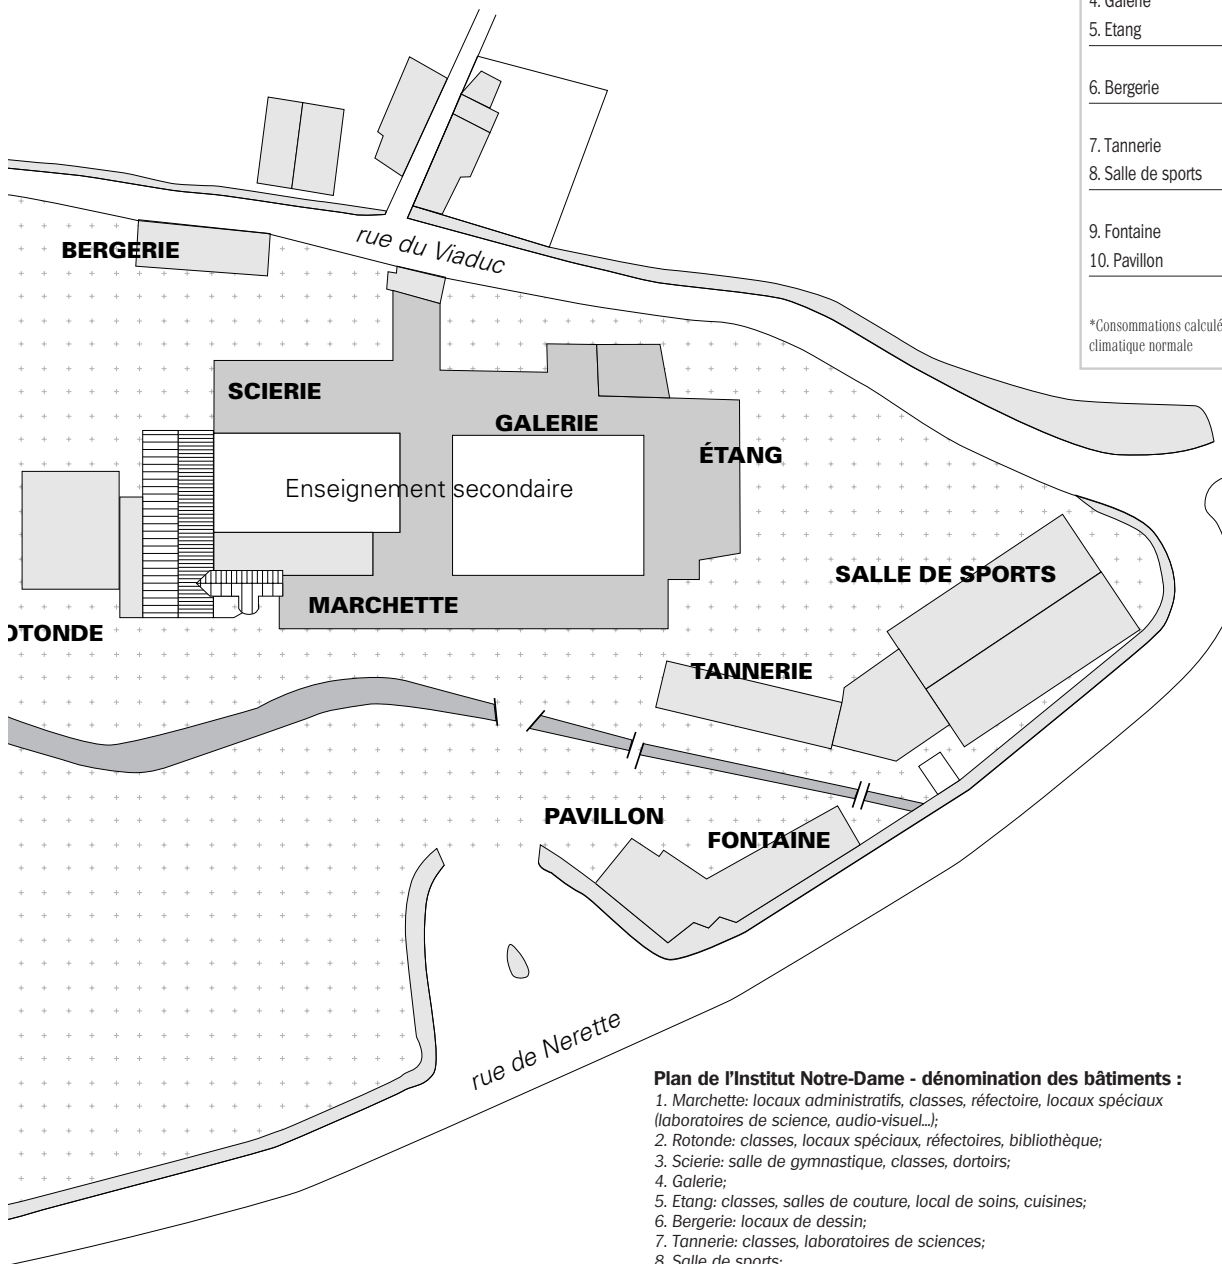 4. Galerie
5. Etang
6. Bergerie
7. Tannerie
8. Salle de sports
9. Fontaine
10. Pavillon
*Consommations calculé
climatique normale
rue du Viaduc
BERGERIE
SCIERIE
GALERIE
ÉTANG
Enseignement secondaire
SALLE DE SPORTS
MARCHETTE
OTONDE
TANNERIE
PAVILLON
FONTAINE
rue de Nerette
Plan de l'Institut Notre-Dame - dénomination des bâtiments :
1. Marchette: locaux administratifs, classes, réfectoire, locaux spéciaux
(laboratoires de science, audio-visuel...);
2. Rotonde: classes, locaux spéciaux, réfectoires, bibliothèque;
3. Scierie: salle de gymnastique, classes, dortoirs;
4. Galerie;
5. Etang: classes, salles de couture, local de soins, cuisines;
6. Bergerie: locaux de dessin;
7. Tannerie: classes, laboratoires de sciences;
8. Salle de sports;